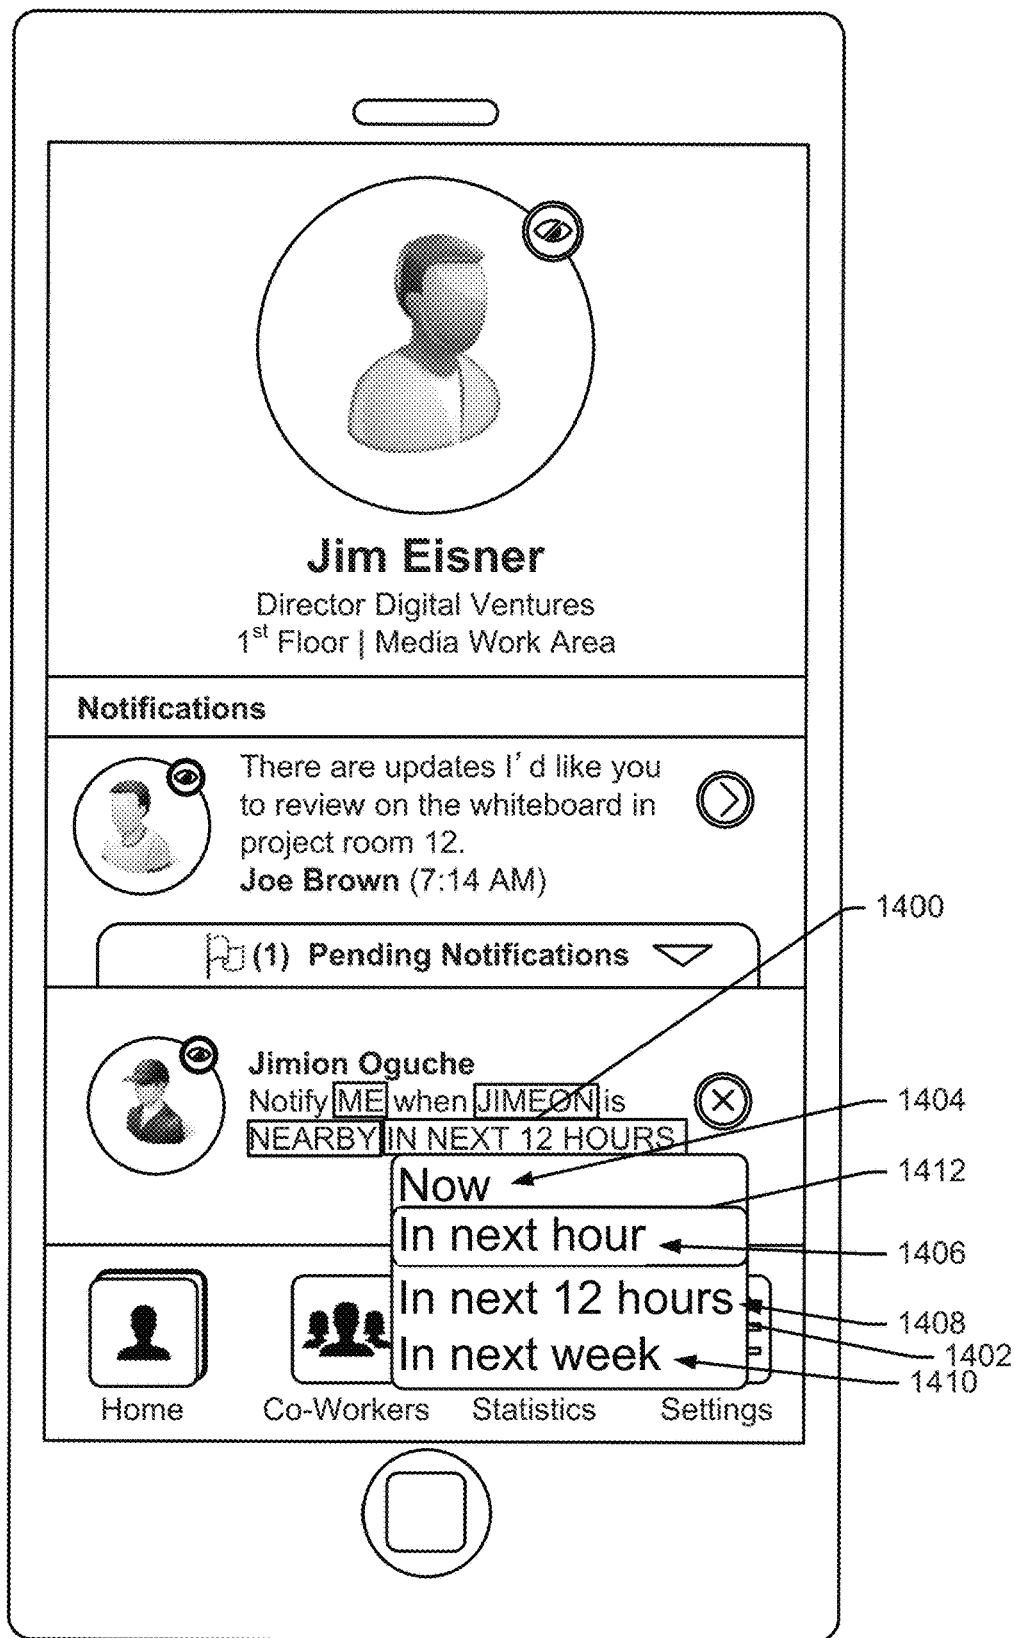 Jim Eisner
Director Digital Ventures
1st Floor | Media Work Area
Notifications
There are updates I' d like you
to review on the whiteboard in
project room 12.
Joe Brown (7:14 AM)
(1) Pending Notifications
Jimion Oguche
Notify ME when JIMEON is
NEARBY IN NEXT 12 HOURS
Now
In next hour
In next 12 hours
In next week
Home
Co-Workers
Statistics
Settings
1400
1404
1412
1406
1408
1402
1410